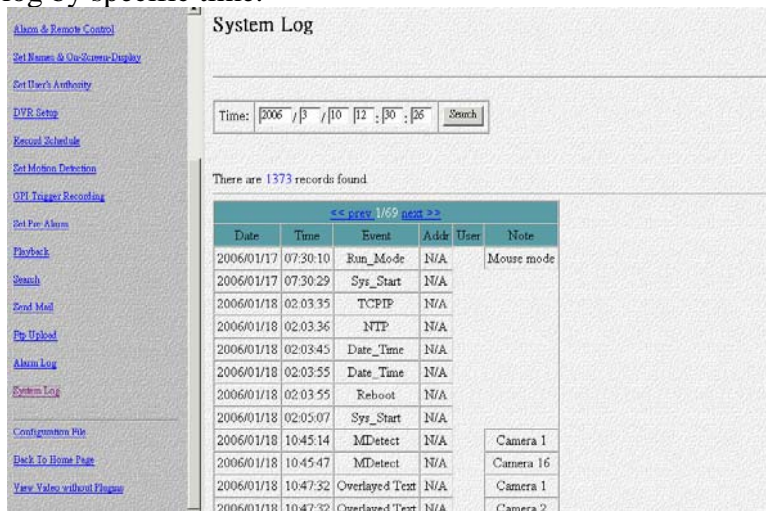 log by specific time.
Alarm & Remote Control
Set Names & On-Screen-Display
Set User's Authority
DVR Setup
Record Schedule
Set Motion Detection
GPI Trigger Recording
Set Pre Alarm
Playback
Search
Send Mail
Ftp Upload
Alarm Log
System Log
Configuration File
Back To Home Page
View Video without Plugins
System Log
Time: 2006 / 3 / 10 12 : 30 : 26 Search
There are 1373 records found
<< prev 1/69 next >>
Date Time Event Addr User Note
2006/01/17 07:30:10 Run_Mode N/A Mouse mode
2006/01/17 07:30:29 Sys_Start N/A
2006/01/18 02:03:35 TCPIP N/A
2006/01/18 02:03:36 NTP N/A
2006/01/18 02:03:45 Date_Time N/A
2006/01/18 02:03:55 Date_Time N/A
2006/01/18 02:03:55 Reboot N/A
2006/01/18 02:05:07 Sys_Start N/A
2006/01/18 10:45:14 MDetect N/A Camera 1
2006/01/18 10:45:47 MDetect N/A Camera 16
2006/01/18 10:47:32 Overlayed Text N/A Camera 1
2006/01/18 10:47:32 Overlayed Text N/A Camera 2